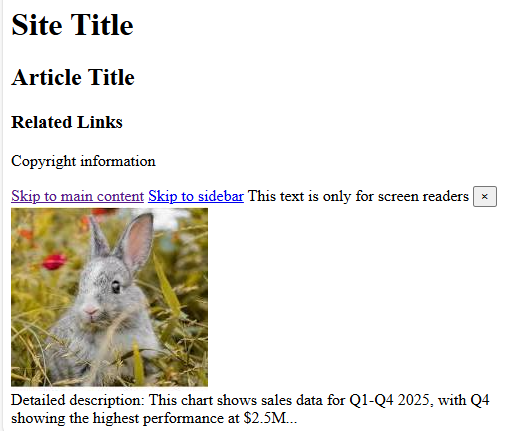 Site Title
Article Title
Related Links
Copyright information
Skip to main content Skip to sidebar This text is only for screen readers ×
Detailed description: This chart shows sales data for Q1-Q4 2025, with Q4
showing the highest performance at $2.5M...